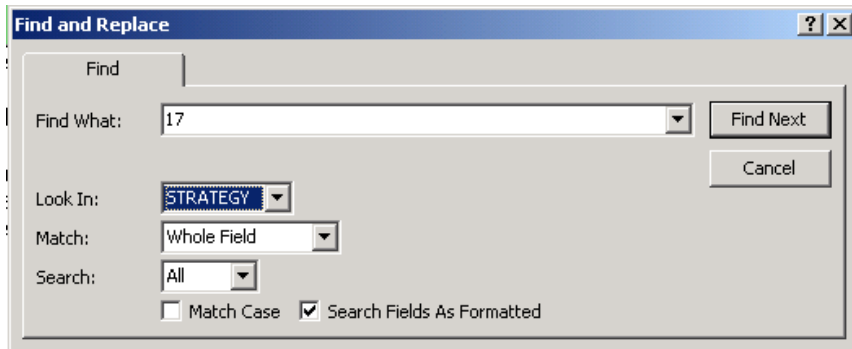 Find and Replace
Find
Find What: 17 Find Next
Cancel
Look In: STRATEGY
Match: Whole Field
Search: All
Match Case Search Fields As Formatted